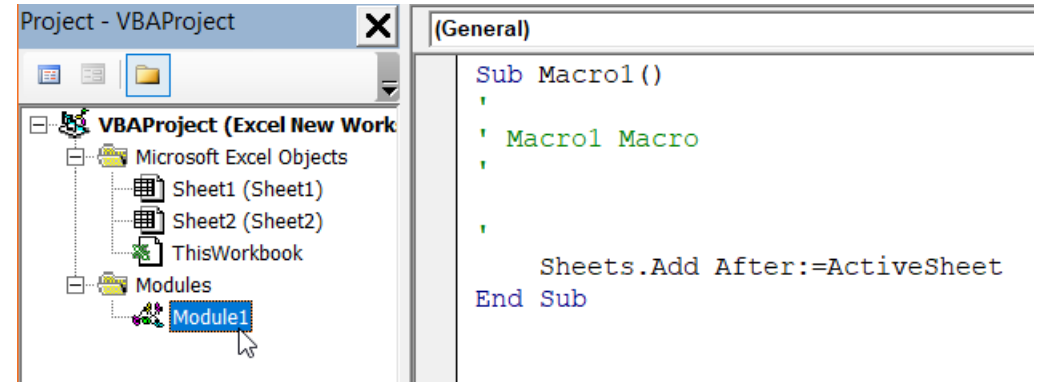 Project - VBAProject
VBAProject (Excel New Work
Microsoft Excel Objects
Sheet1 (Sheet1)
Sheet2 (Sheet2)
ThisWorkbook
Modules
Module1
(General)
Sub Macro1()
'
' Macro1 Macro
'
'
Sheets.Add After:=ActiveSheet
End Sub